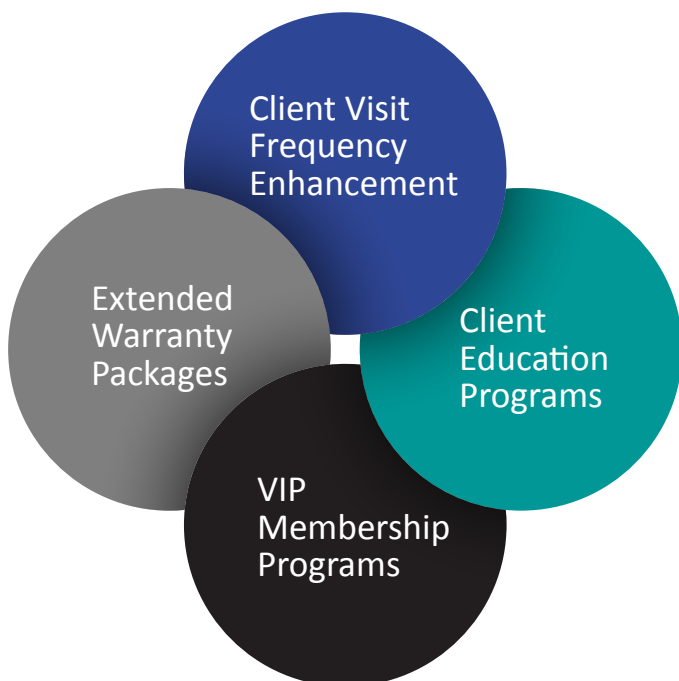 Client Visit
Frequency
Enhancement
Extended
Warranty
Packages
Client
Education
Programs
VIP
Membership
Programs